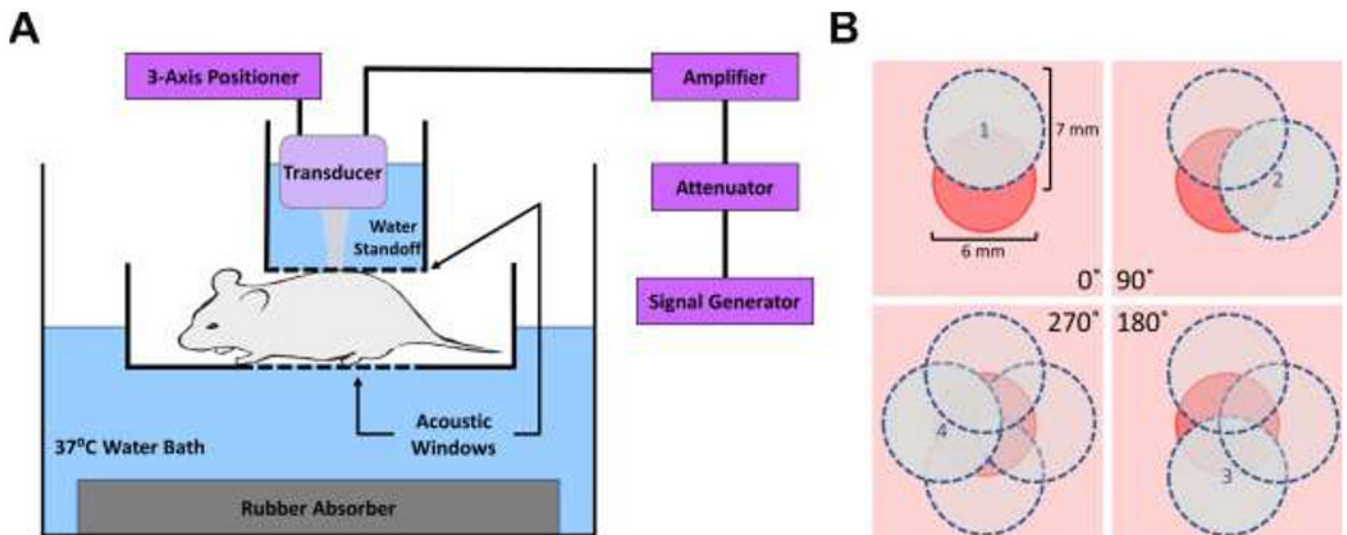 A
3-Axis Positioner
Amplifier
Transducer
Attenuator
Water
Standoff
Signal Generator
Acoustic
Windows
37⁰C Water Bath
Rubber Absorber
B
1
7 mm
6 mm
0˚
90˚
2
270˚
180˚
4
3